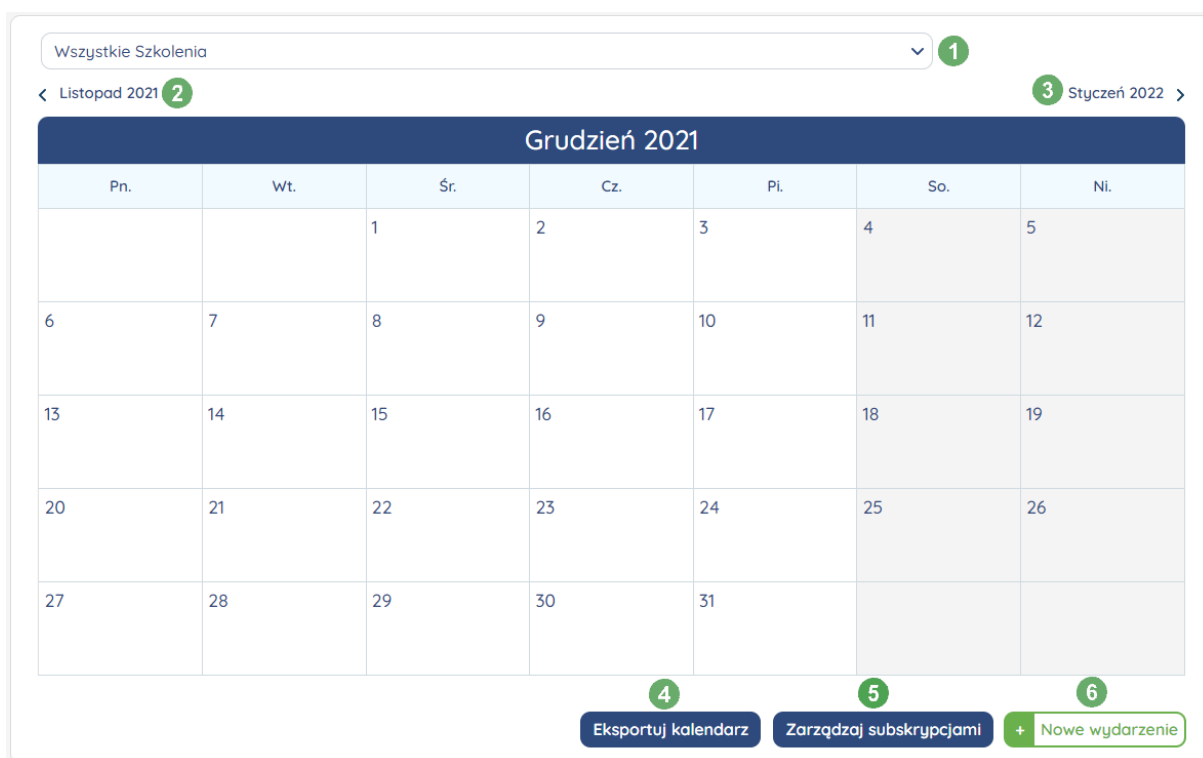 Wszystkie Szkolenia 1
Listopad 2021 2 3 Styczeń 2022
Grudzień 2021
Pn. Wt. Śr. Cz. Pi. So. Ni.
1 2 3 4 5
6 7 8 9 10 11 12
13 14 15 16 17 18 19
20 21 22 23 24 25 26
27 28 29 30 31
4 5 6
Eksportuj kalendarz Zarządzaj subskrypcjami + Nowe wydarzenie